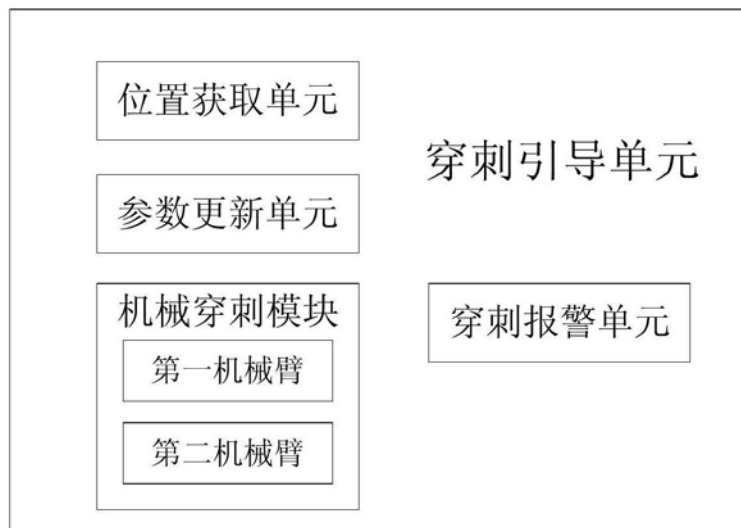 位置获取单元
穿刺引导单元
参数更新单元
机械穿刺模块
穿刺报警单元
第一机械臂
第二机械臂